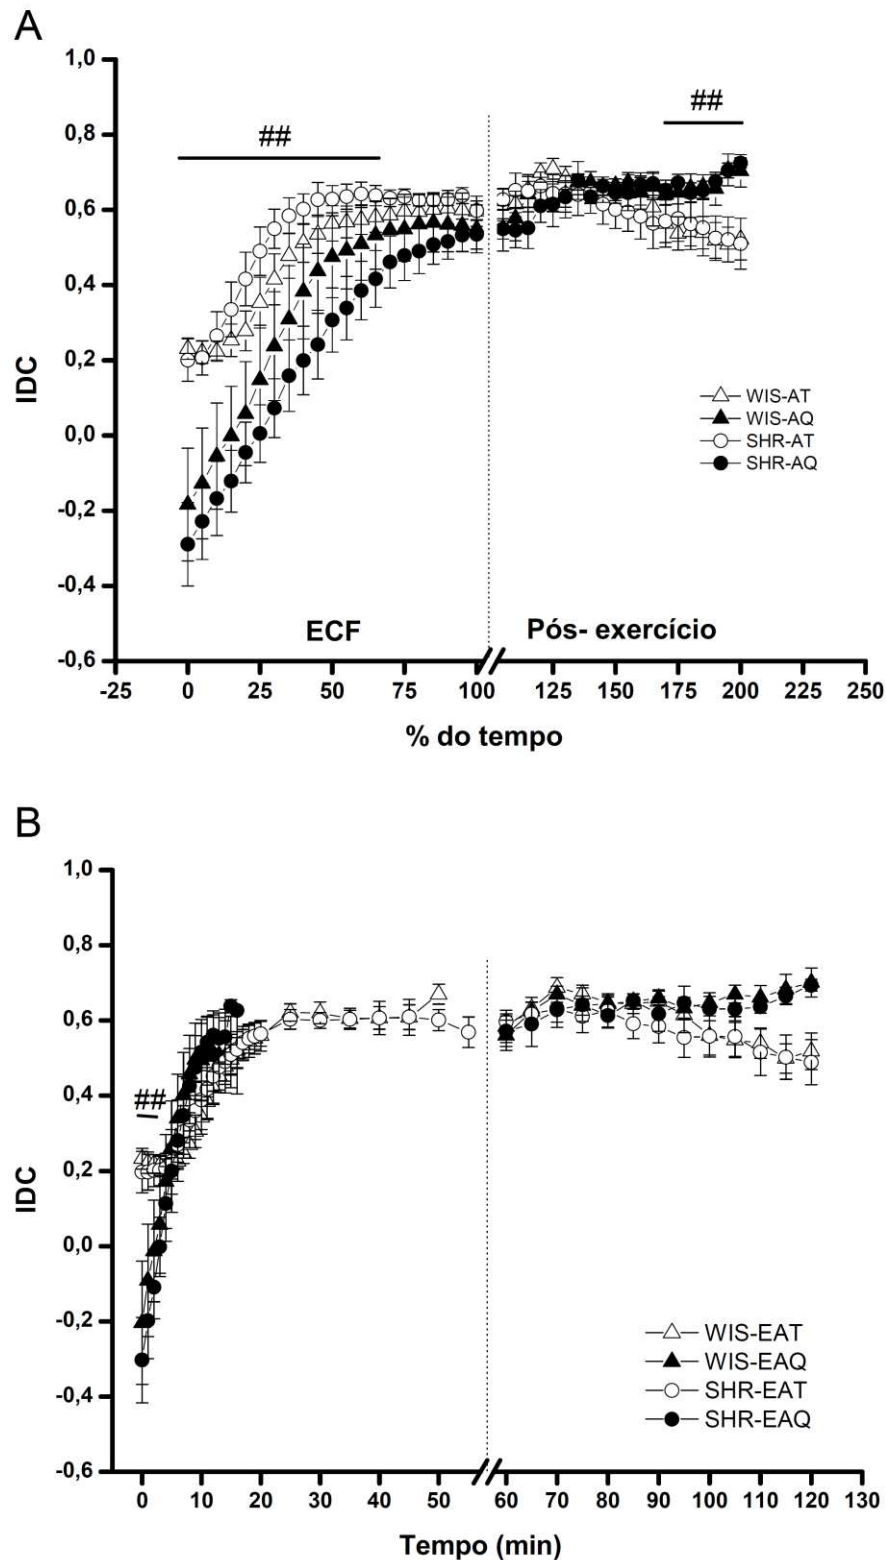 A
1,0
0,8
0,6
0,4
0,2
0,0
-0,2
-0,4
-0,6
IDC
##
##
WIS-AT
WIS-AQ
SHR-AT
SHR-AQ
ECF
Pós- exercício
-25 0 25 50 75 100 125 150 175 200 225 250
% do tempo
B
1,0
0,8
0,6
0,4
0,2
0,0
-0,2
-0,4
-0,6
IDC
##
WIS-EAT
WIS-EAQ
SHR-EAT
SHR-EAQ
0 10 20 30 40 50 60 70 80 90 100 110 120 130
Tempo (min)